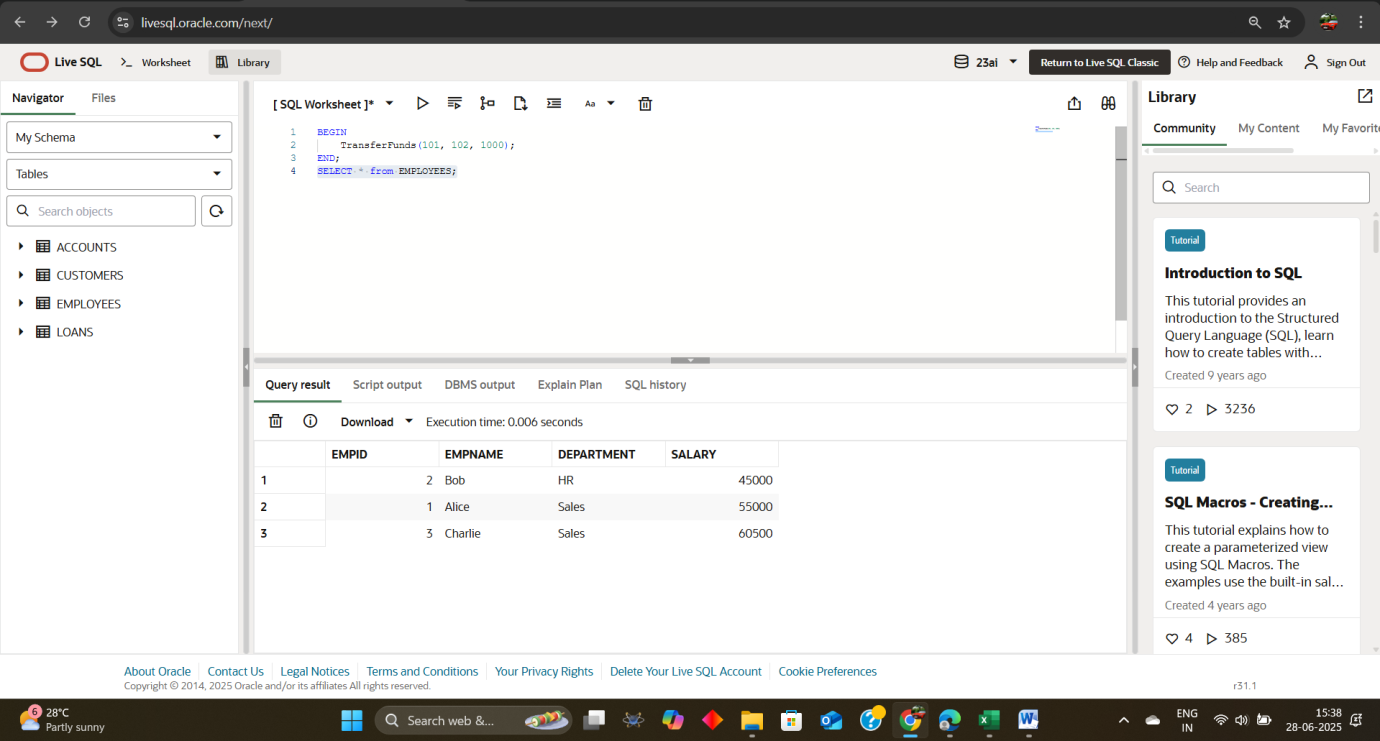 livesql.oracle.com/next/
Live SQL
Worksheet
Library
23ai
Return to Live SQL Classic
Help and Feedback
Sign Out
Navigator
Files
My Schema
Tables
Search objects
ACCOUNTS
CUSTOMERS
EMPLOYEES
LOANS
[ SQL Worksheet ]*
Aa
1 BEGIN
2 TransferFunds(101, 102, 1000);
3 END;
4 SELECT * from EMPLOYEES;
Query result
Script output
DBMS output
Explain Plan
SQL history
Download
Execution time: 0.006 seconds
EMPID EMPNAME DEPARTMENT SALARY
1 2 Bob HR 45000
2 1 Alice Sales 55000
3 3 Charlie Sales 60500
Library
Community
My Content
My Favorite
Search
Tutorial
Introduction to SQL
This tutorial provides an
introduction to the Structured
Query Language (SQL), learn
how to create tables with...
Created 9 years ago
2 3236
Tutorial
SQL Macros - Creating...
This tutorial explains how to
create a parameterized view
using SQL Macros. The
examples use the built-in sal...
Created 4 years ago
4 385
About Oracle
Contact Us
Legal Notices
Terms and Conditions
Your Privacy Rights
Delete Your Live SQL Account
Cookie Preferences
Copyright © 2014, 2025 Oracle and/or its affiliates All rights reserved.
r31.1
6
28°C
Partly sunny
Search web &...
ENG
IN
15:38
28-06-2025